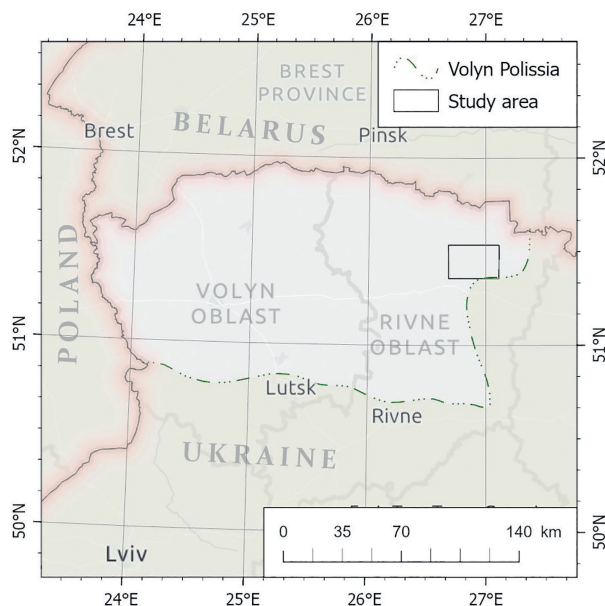 24°E 25°E 26°E 27°E
Volyn Polissia
Study area
BREST
PROVINCE
Brest
BELARUS
Pinsk
52°N
52°N
POLAND
VOLYN
OBLAST
RIVNE
OBLAST
51°N
51°N
Lutsk
Rivne
UKRAINE
50°N
50°N
Lviv
0 35 70 140 km
24°E 25°E 26°E 27°E